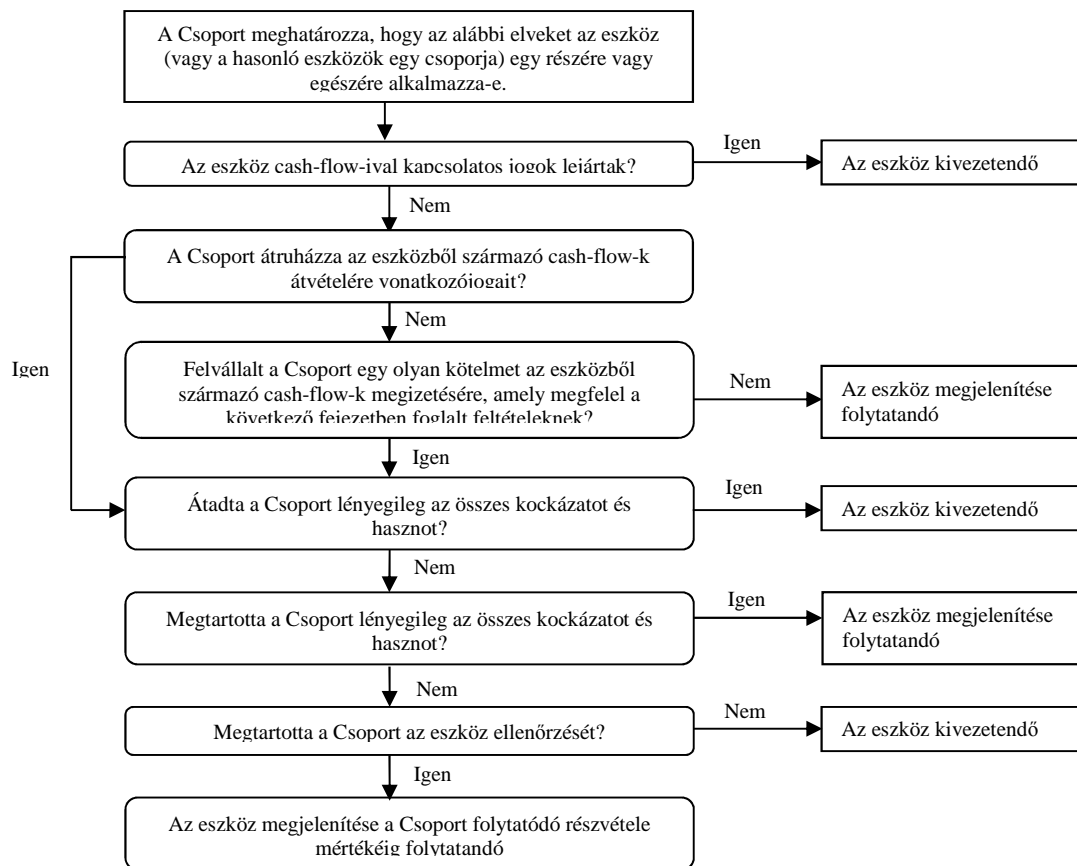 A Csoport meghatározza, hogy az alábbi elveket az eszköz
(vagy a hasonló eszközök egy csoporja) egy részére vagy
egészére alkalmazza-e.
Igen
Az eszköz cash-flow-ival kapcsolatos jogok lejártak?
Az eszköz kivezetendő
Nem
A Csoport átruházza az eszközből származó cash-flow-k
átvételére vonatkozójogait?
Nem
Igen
Felvállalt a Csoport egy olyan kötelmet az eszközből
származó cash-flow-k megizetésére, amely megfelel a
következő fejezetben foglalt feltételeknek?
Nem
Az eszköz megjelenítése
folytatandó
Igen
Átadta a Csoport lényegileg az összes kockázatot és
hasznot?
Igen
Az eszköz kivezetendő
Nem
Megtartotta a Csoport lényegileg az összes kockázatot és
hasznot?
Igen
Az eszköz megjelenítése
folytatandó
Nem
Megtartotta a Csoport az eszköz ellenőrzését?
Nem
Az eszköz kivezetendő
Igen
Az eszköz megjelenítése a Csoport folytatódó részvétele
mértékéig folytatandó